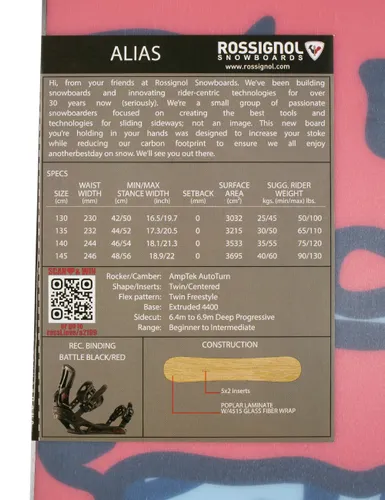 ALIAS
ROSSIGNOL
SNOWBOARDS
www.rossignol.com
Hi, from your friends at Rossignol Snowboards. We've been building
snowboards and innovating rider-centric technologies for over
30 years now (seriously). We're a small group of passionate
snowboarders focused on creating the best tools and
technologies for sliding sideways; not an image. This new board
you're holding in your hands was designed to increase your stoke
while reducing our carbon footprint to ensure we all enjoy
anotherbestday on snow. We'll see you out there.
SPECS
SIZE (cm) WAIST WIDTH (mm) MIN/MAX STANCE WIDTH (cm) (inch) SETBACK (mm) SURFACE AREA (cm²) SUGG. RIDER WEIGHT kgs. (min/max) lbs.
130 230 42/50 16.5/19.7 0 3032 25/45 50/100
135 232 44/52 17.3/20.5 0 3215 30/50 65/110
140 244 46/54 18.1/21.3 0 3533 35/55 75/120
145 246 48/56 18.9/22 0 3695 40/60 90/130
SCAN & WIN
or go to
Rocker/Camber: AmpTek AutoTurn
Shape/Inserts: Twin/Centered
Flex pattern: Twin Freestyle
Base: Extruded 4400
Sidecut: 6.4m to 6.9m Deep Progressive
Range: Beginner to Intermediate
REC. BINDING
BATTLE BLACK/RED
CONSTRUCTION
5x2 inserts
POPLAR LAMINATE
W/4515 GLASS FIBER WRAP